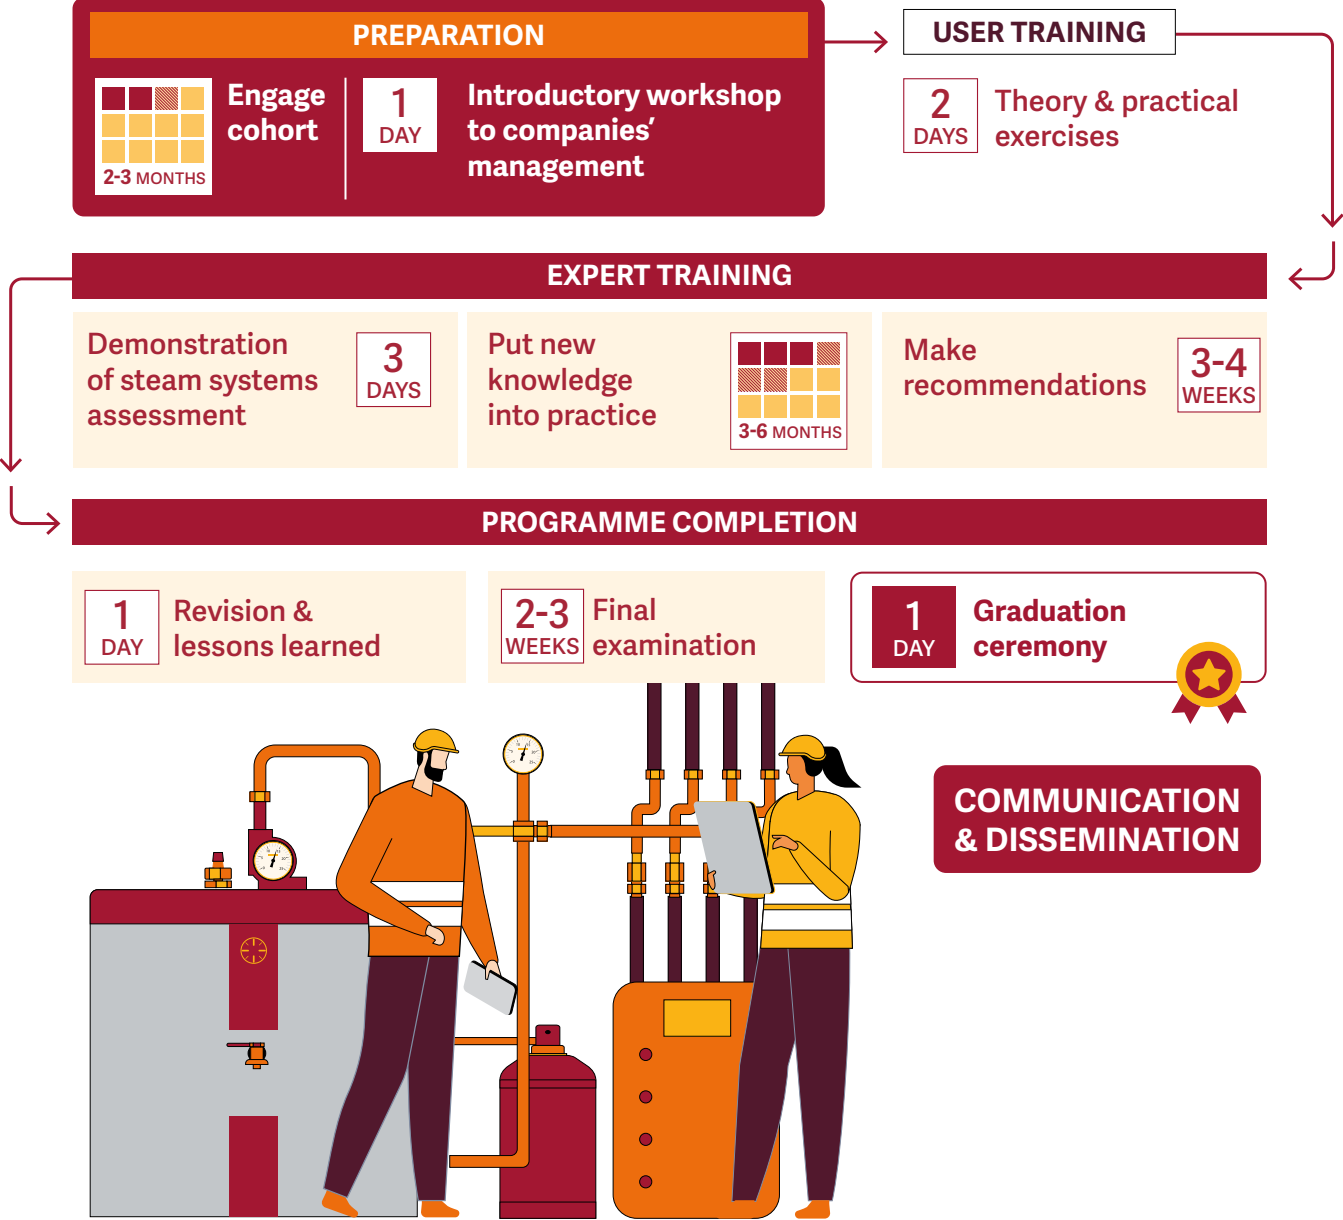 PREPARATION
2-3 MONTHS
Engage
cohort
1
DAY
Introductory workshop
to companies’
management
USER TRAINING
2
DAYS
Theory & practical
exercises
EXPERT TRAINING
Demonstration
of steam systems
assessment
3
DAYS
Put new
knowledge
into practice
3-6 MONTHS
Make
recommendations
3-4
WEEKS
PROGRAMME COMPLETION
1
DAY
Revision &
lessons learned
2-3
WEEKS
Final
examination
1
DAY
Graduation
ceremony
COMMUNICATION
& DISSEMINATION